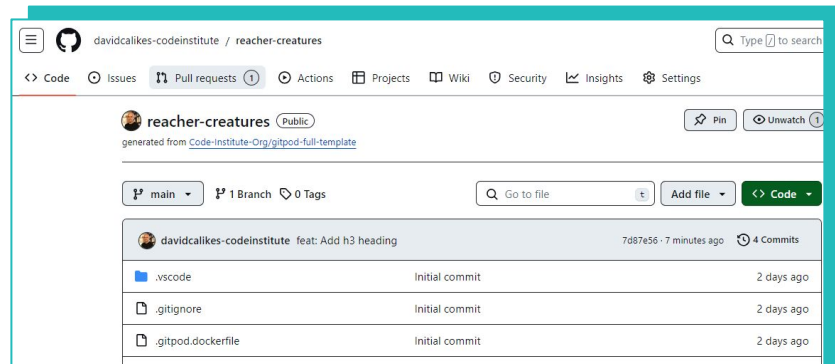 davidcalikes-codeinstitute / reacher-creatures Type / to search
Code Issues Pull requests 1 Actions Projects Wiki Security Insights Settings
reacher-creatures Public Pin Unwatch 1
generated from Code-Institute-Org/gitpod-full-template
main 1 Branch 0 Tags Go to file t Add file Code
davidcalikes-codeinstitute feat: Add h3 heading 7d87e56 · 7 minutes ago 4 Commits
.vscode Initial commit 2 days ago
.gitignore Initial commit 2 days ago
.gitpod.dockerfile Initial commit 2 days ago